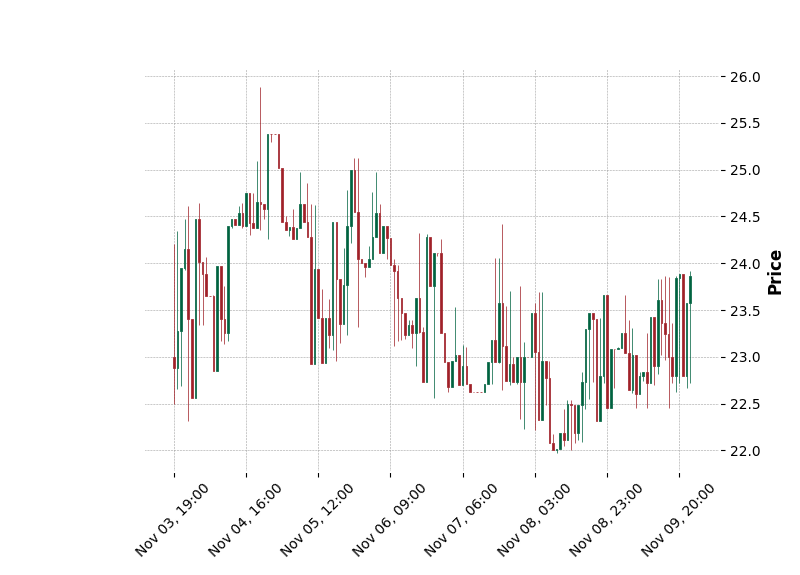 26.0
25.5
25.0
24.5
24.0
23.5
23.0
22.5
22.0
Price
Nov 03, 19:00
Nov 04, 16:00
Nov 05, 12:00
Nov 06, 09:00
Nov 07, 06:00
Nov 08, 03:00
Nov 08, 23:00
Nov 09, 20:00